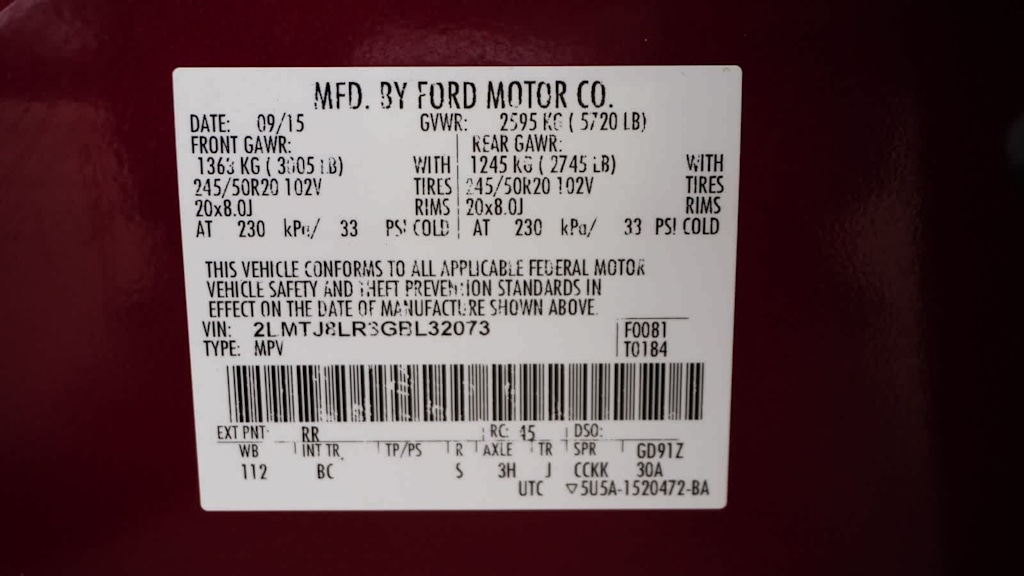 MFD. BY FORD MOTOR CO.
DATE: 09/15 GVWR: 2595 KG ( 5720 LB)
FRONT GAWR: REAR GAWR:
1363 KG ( 3005 LB) WITH 1245 KG ( 2745 LB) WITH
245/50R20 102V TIRES 245/50R20 102V TIRES
20x8.0J RIMS 20x8.0J RIMS
AT 230 kPa/ 33 PSI COLD AT 230 kPa/ 33 PSI COLD
THIS VEHICLE CONFORMS TO ALL APPLICABLE FEDERAL MOTOR
VEHICLE SAFETY AND THEFT PREVENTION STANDARDS IN
EFFECT ON THE DATE OF MANUFACTURE SHOWN ABOVE.
VIN: 2LMTJ8LR3GBL32073 F0081
TYPE: MPV T0184
EXT PNT: RR RC: 45 DSO:
WB INT TR TP/PS R AXLE TR SPR GD91Z
112 BC S 3H J CCKK 30A
UTC ▽5U5A-1520472-BA